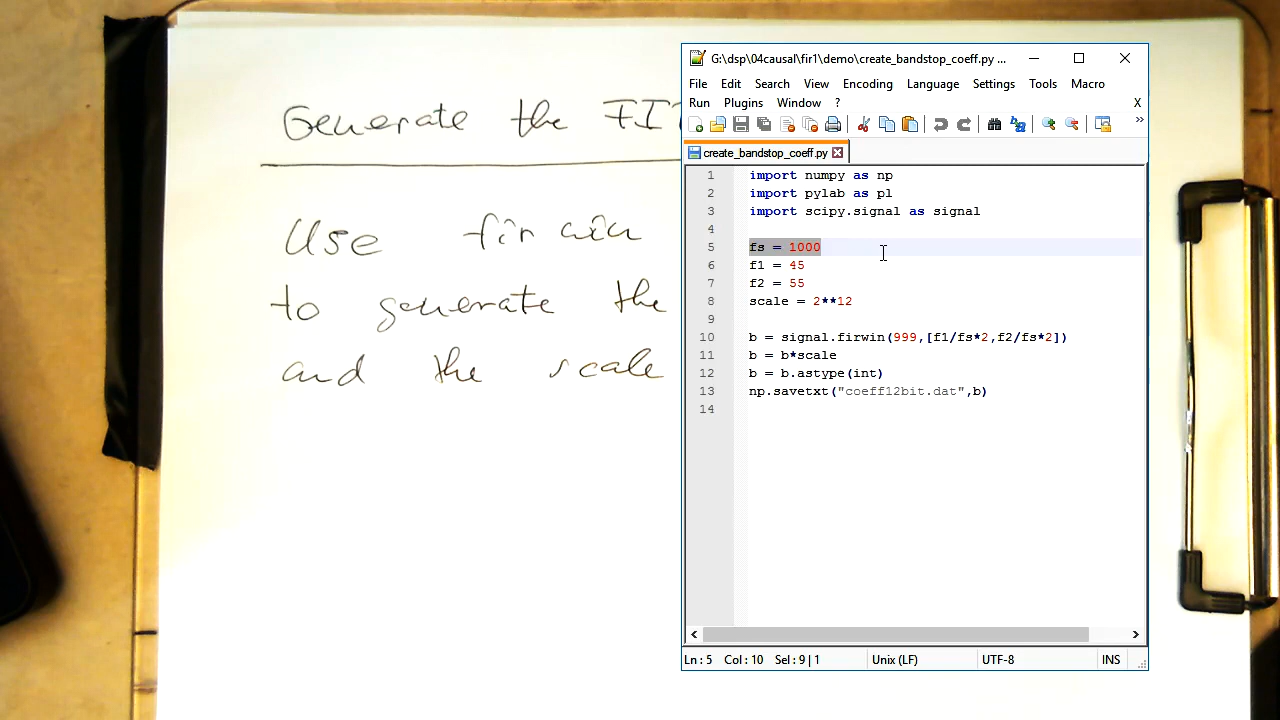 Generate the FI
Use firwin
to generate the
and the scale
G:\dsp\04causal\fir1\demo\create_bandstop_coeff.py ...
File Edit Search View Encoding Language Settings Tools Macro
Run Plugins Window ? X
create_bandstop_coeff.py
1 import numpy as np
2 import pylab as pl
3 import scipy.signal as signal
4
5 fs = 1000
6 f1 = 45
7 f2 = 55
8 scale = 2**12
9
10 b = signal.firwin(999,[f1/fs*2,f2/fs*2])
11 b = b*scale
12 b = b.astype(int)
13 np.savetxt("coeff12bit.dat",b)
14
Ln : 5 Col : 10 Sel : 9 | 1 Unix (LF) UTF-8 INS